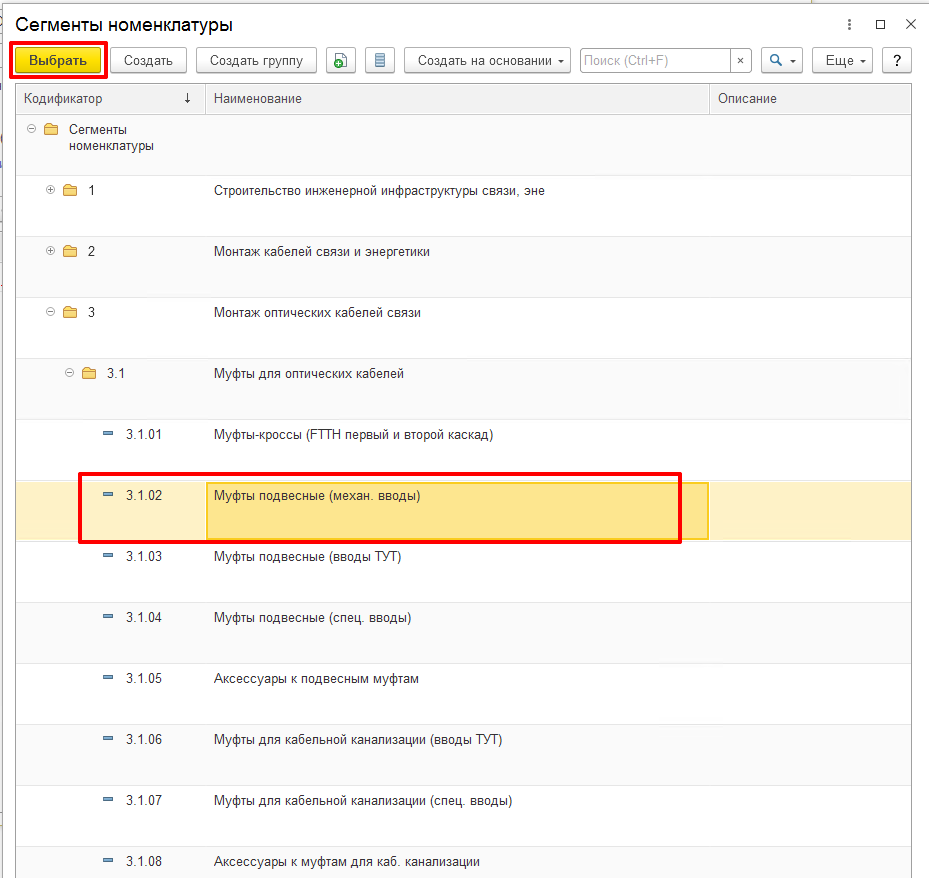 Сегменты номенклатуры
Выбрать Создать Создать группу Создать на основании Поиск (Ctrl+F) × Еще ?
Кодификатор ↓ Наименование Описание
Сегменты
номенклатуры
1 Строительство инженерной инфраструктуры связи, эне
2 Монтаж кабелей связи и энергетики
3 Монтаж оптических кабелей связи
3.1 Муфты для оптических кабелей
3.1.01 Муфты-кроссы (FTTH первый и второй каскад)
3.1.02 Муфты подвесные (механ. вводы)
3.1.03 Муфты подвесные (вводы ТУТ)
3.1.04 Муфты подвесные (спец. вводы)
3.1.05 Аксессуары к подвесным муфтам
3.1.06 Муфты для кабельной канализации (вводы ТУТ)
3.1.07 Муфты для кабельной канализации (спец. вводы)
3.1.08 Аксессуары к муфтам для каб. канализации